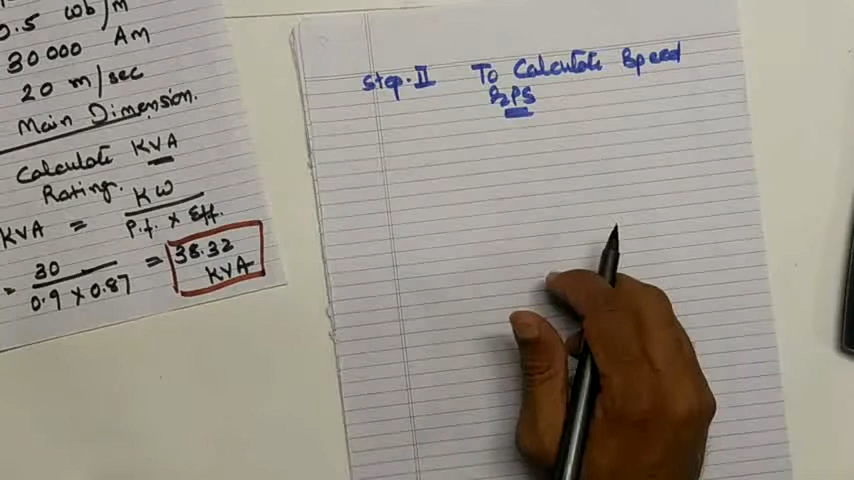 0.5 wb/m
30000 Am
20 m/sec
Main Dimension.
Calculate KVA
Rating.
KVA = KW
P.f. x Eff.
= 30 = 38.32
0.9 x 0.87 KVA
Step-II To Calculate Speed
RPS